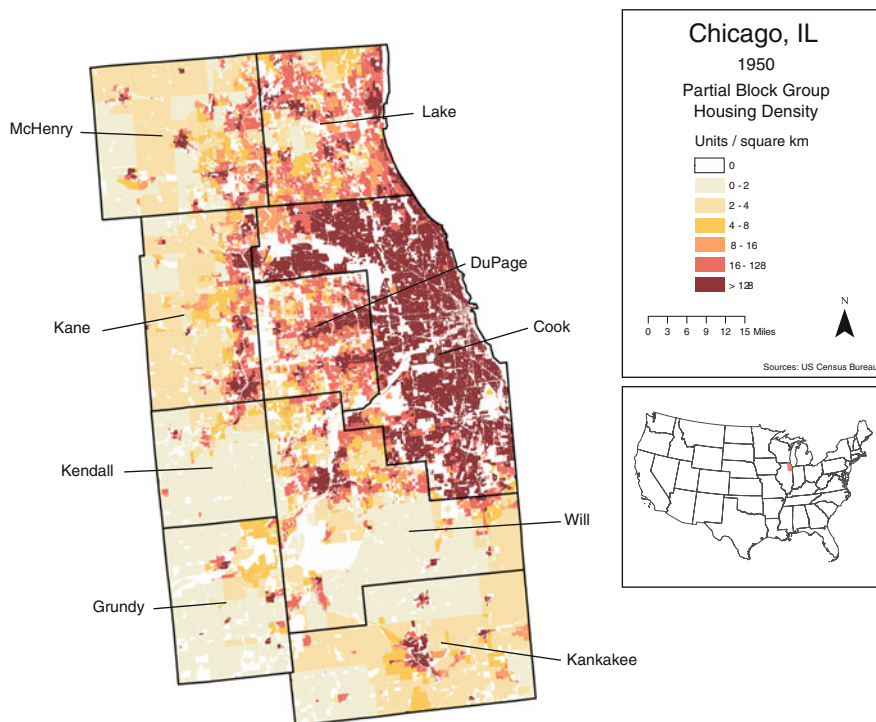 Chicago, IL
1950
Partial Block Group
Housing Density
Units / square km
0
0 - 2
2 - 4
4 - 8
8 - 16
16 - 128
> 128
N
0 3 6 9 12 15 Miles
Sources: US Census Bureau
McHenry
Lake
DuPage
Kane
Cook
Kendall
Will
Grundy
Kankakee